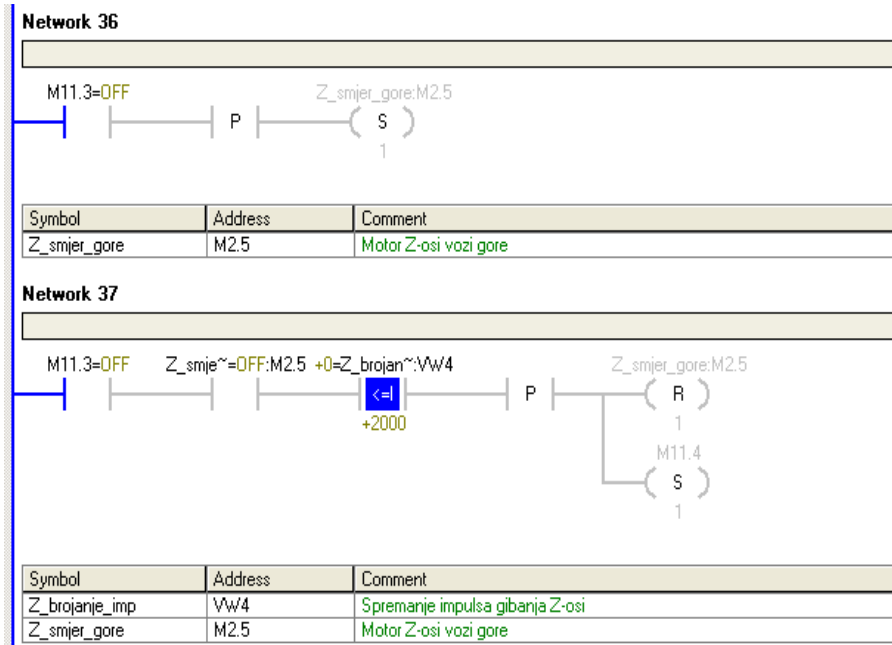 Network 36
M11.3=OFF Z_smjer_gore:M2.5
P S
1
Symbol Address Comment
Z_smjer_gore M2.5 Motor Z-osi vozi gore
Network 37
M11.3=OFF Z_smje~=OFF:M2.5 +0=Z_brojan~:VW4 Z_smjer_gore:M2.5
<=I P R
+2000 1
M11.4
S
1
Symbol Address Comment
Z_brojanje_imp VW4 Spremanje impulsa gibanja Z-osi
Z_smjer_gore M2.5 Motor Z-osi vozi gore